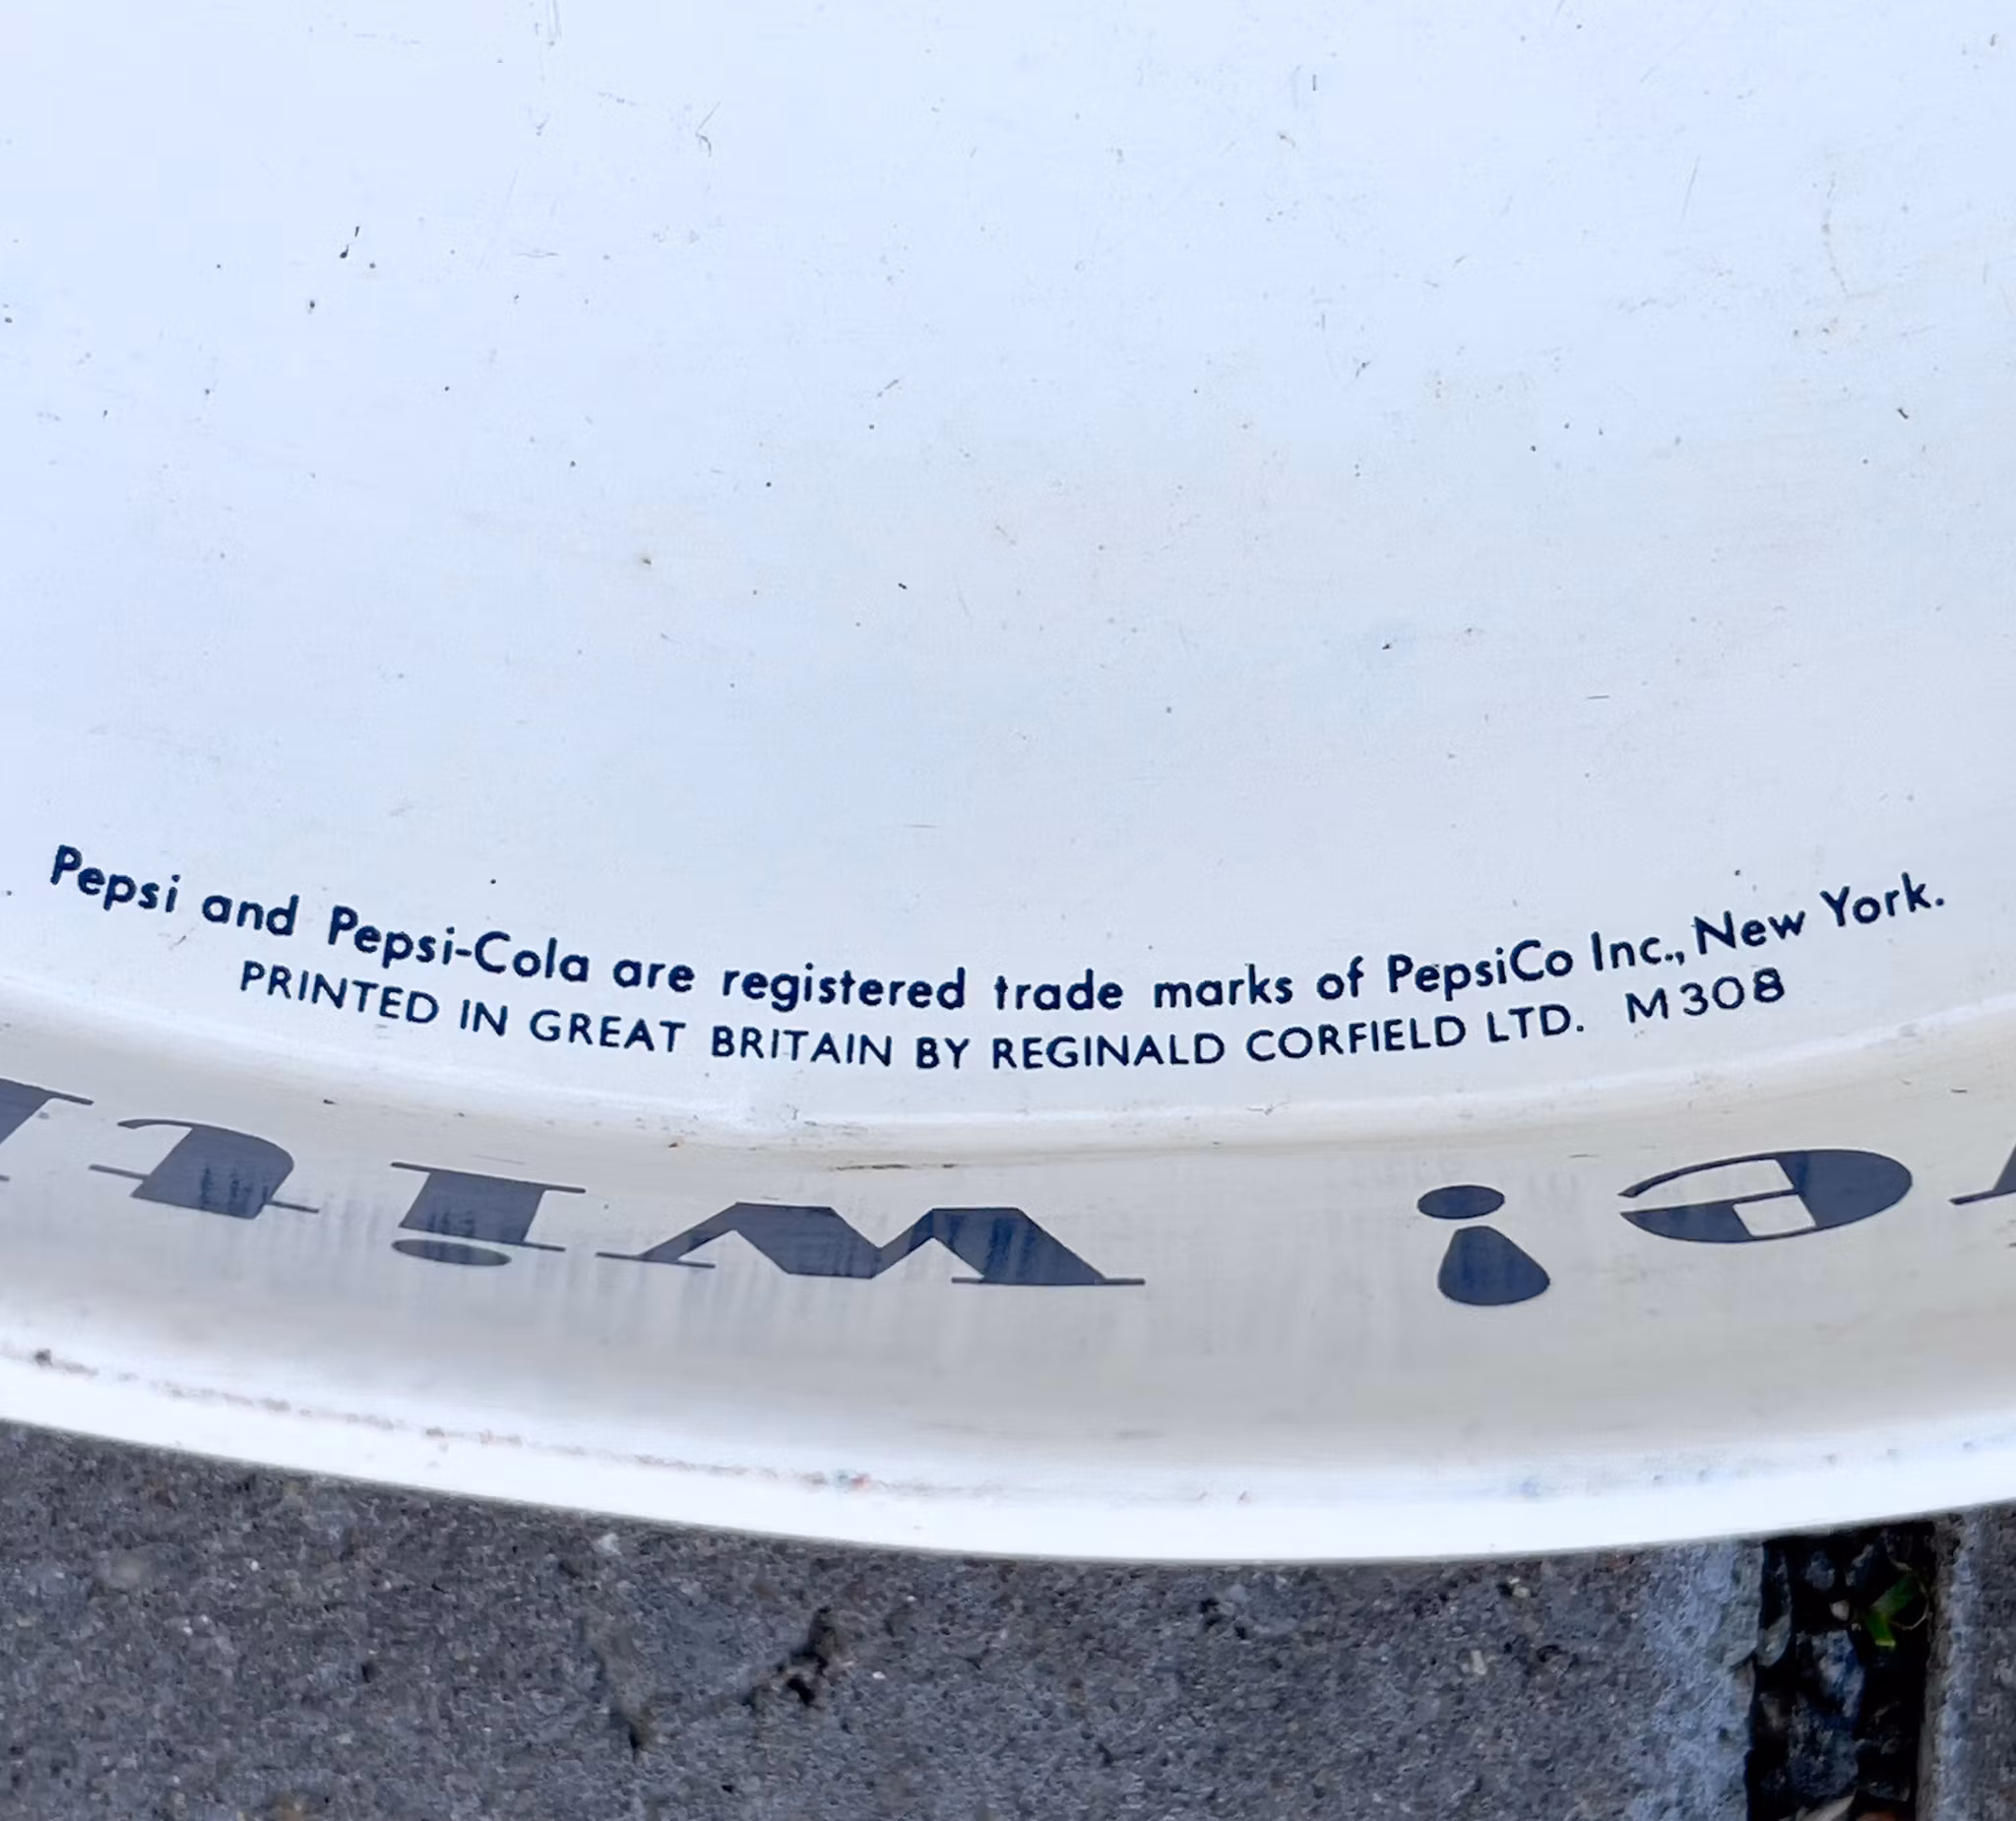 Pepsi and Pepsi-Cola are registered trade marks of PepsiCo Inc., New York.
PRINTED IN GREAT BRITAIN BY REGINALD CORFIELD LTD. M308